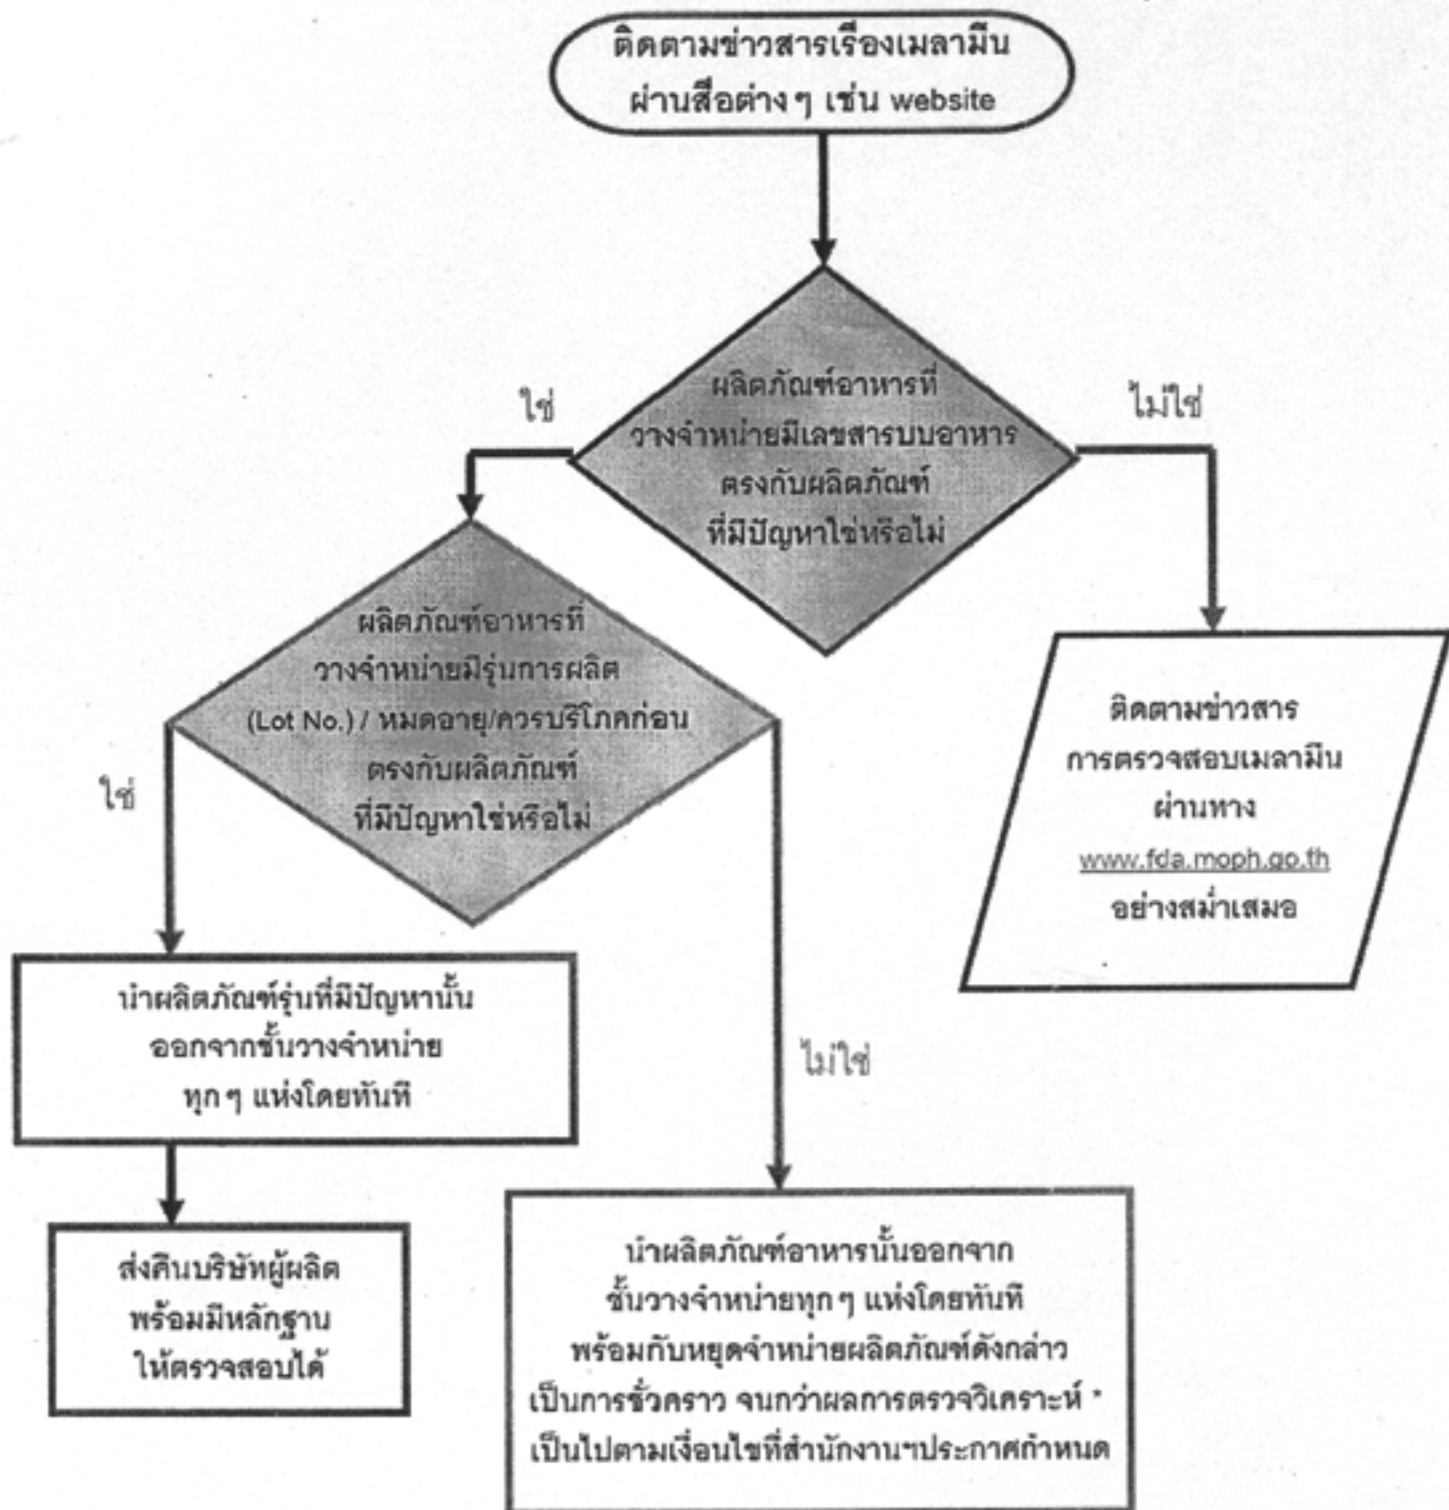 ติดตามข่าวสารเรื่องเมลามีน
ผ่านสื่อต่างๆ เช่น website
ผลิตภัณฑ์อาหารที่
วางจำหน่ายมีเลขสารบบอาหาร
ตรงกับผลิตภัณฑ์
ที่มีปัญหาใช่หรือไม่
ใช่
ไม่ใช่
ผลิตภัณฑ์อาหารที่
วางจำหน่ายมีรุ่นการผลิต
(Lot No.) / หมดอายุ/ควรบริโภคก่อน
ตรงกับผลิตภัณฑ์
ที่มีปัญหาใช่หรือไม่
ติดตามข่าวสาร
การตรวจสอบเมลามีน
ผ่านทาง
www.fda.moph.go.th
อย่างสม่ำเสมอ
ใช่
ไม่ใช่
นำผลิตภัณฑ์รุ่นที่มีปัญหานั้น
ออกจากชั้นวางจำหน่าย
ทุกๆ แห่งโดยทันที
ส่งคืนบริษัทผู้ผลิต
พร้อมมีหลักฐาน
ให้ตรวจสอบได้
นำผลิตภัณฑ์อาหารนั้นออกจาก
ชั้นวางจำหน่ายทุกๆ แห่งโดยทันที
พร้อมกับหยุดจำหน่ายผลิตภัณฑ์ดังกล่าว
เป็นการชั่วคราว จนกว่าผลการตรวจวิเคราะห์ *
เป็นไปตามเงื่อนไขที่สำนักงานฯประกาศกำหนด